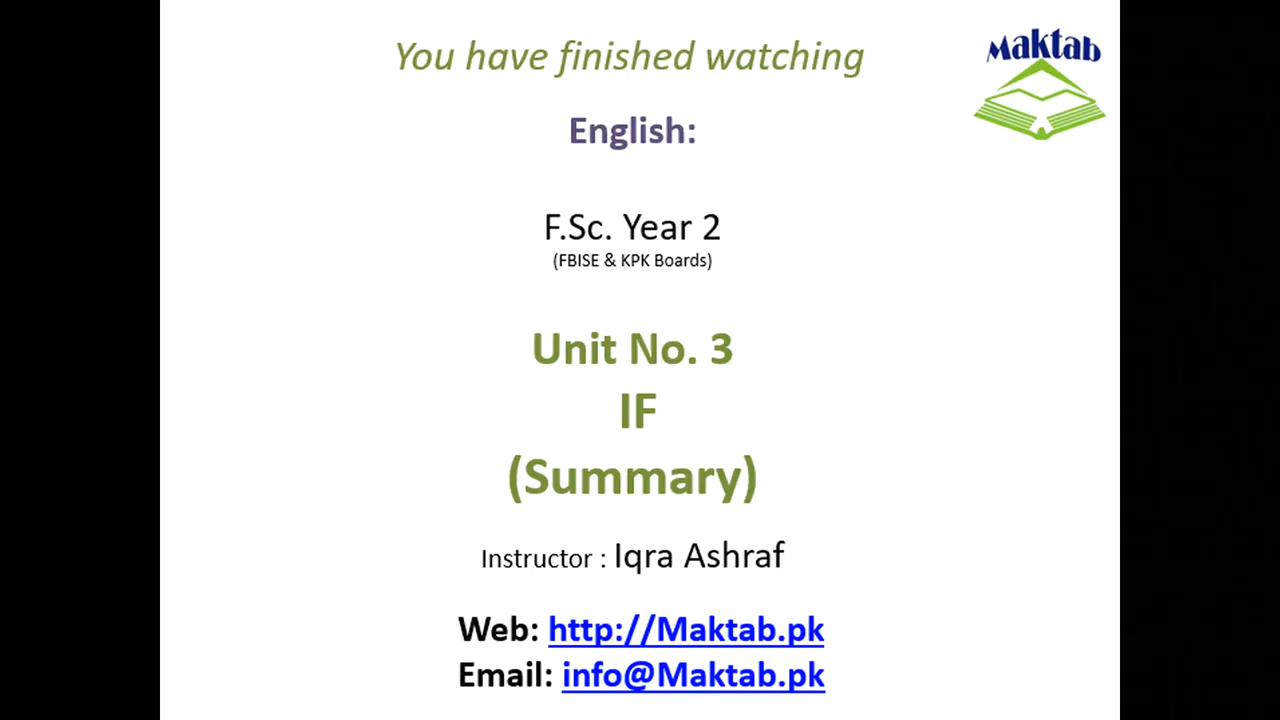 You have finished watching
Maktab
English:
F.Sc. Year 2
(FBISE & KPK Boards)
Unit No. 3
IF
(Summary)
Instructor : Iqra Ashraf
Web: http://Maktab.pk
Email: info@Maktab.pk